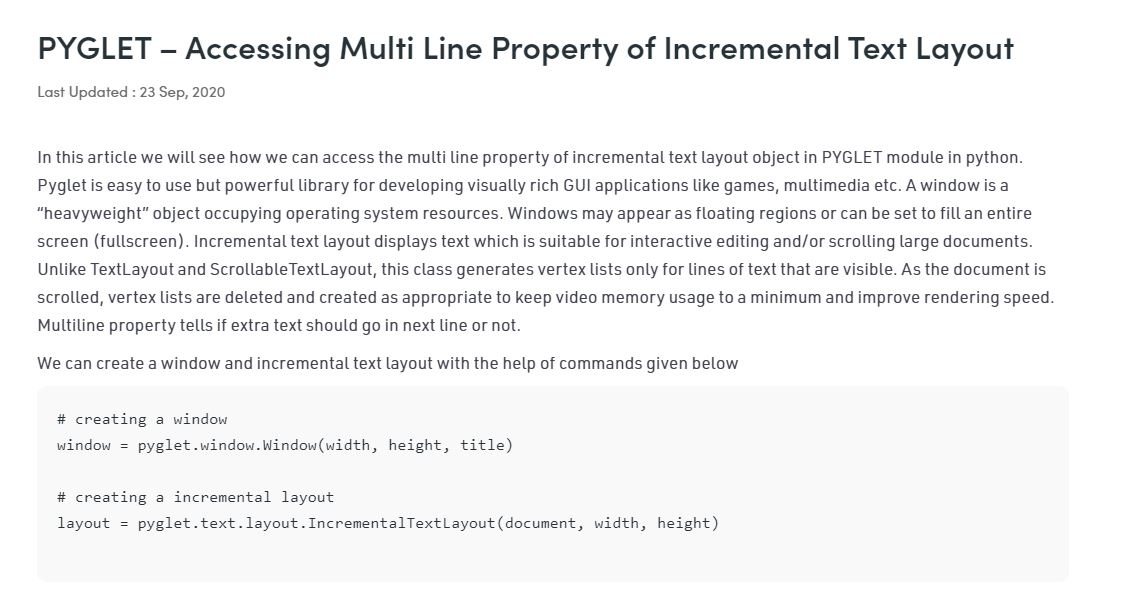 PYGLET – Accessing Multi Line Property of Incremental Text Layout
Last Updated : 23 Sep, 2020
In this article we will see how we can access the multi line property of incremental text layout object in PYGLET module in python.
Pyglet is easy to use but powerful library for developing visually rich GUI applications like games, multimedia etc. A window is a
“heavyweight” object occupying operating system resources. Windows may appear as floating regions or can be set to fill an entire
screen (fullscreen). Incremental text layout displays text which is suitable for interactive editing and/or scrolling large documents.
Unlike TextLayout and ScrollableTextLayout, this class generates vertex lists only for lines of text that are visible. As the document is
scrolled, vertex lists are deleted and created as appropriate to keep video memory usage to a minimum and improve rendering speed.
Multiline property tells if extra text should go in next line or not.
We can create a window and incremental text layout with the help of commands given below
# creating a window
window = pyglet.window.Window(width, height, title)
# creating a incremental layout
layout = pyglet.text.layout.IncrementalTextLayout(document, width, height)